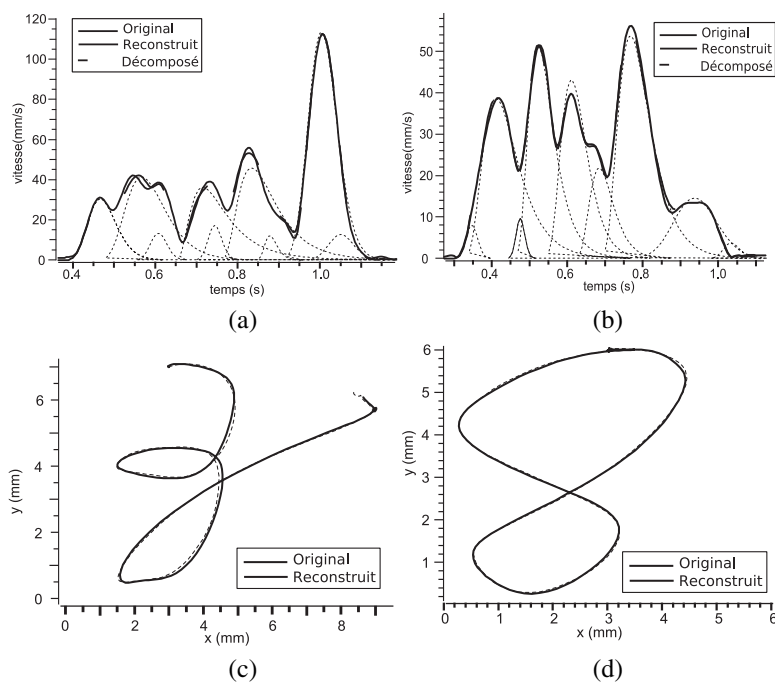 120
100
80
60
40
20
0
vitesse(mm/s)
Original
Reconstruit
Décomposé
0.4
0.6
0.8
1.0
temps (s)
(a)
50
40
30
20
10
0
vitesse(mm/s)
Original
Reconstruit
Décomposé
0.4
0.6
0.8
1.0
temps (s)
(b)
6
4
2
0
y (mm)
Original
Reconstruit
0
2
4
6
8
x (mm)
(c)
6
5
4
3
2
1
y (mm)
Original
Reconstruit
0
1
2
3
4
5
6
x (mm)
(d)